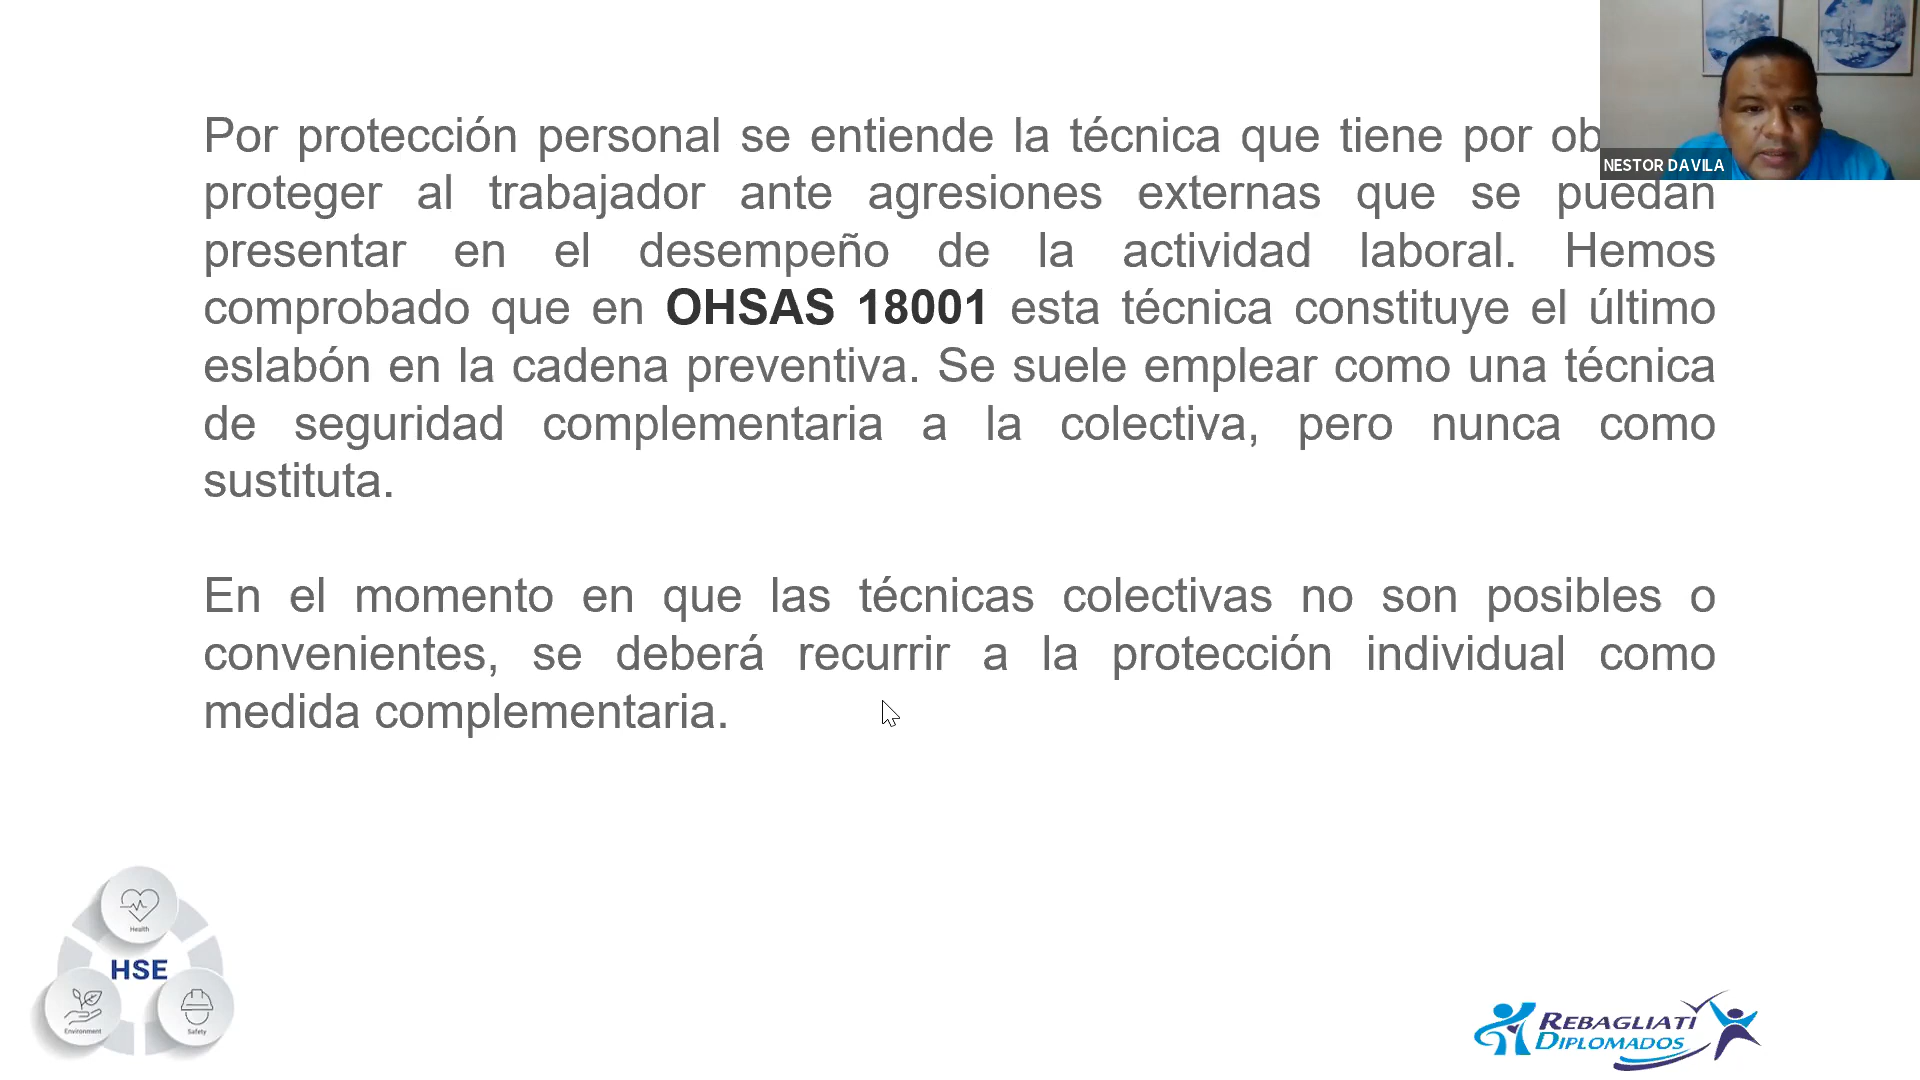 Por protección personal se entiende la técnica que tiene por
proteger al trabajador ante agresiones externas que se puedan
presentar en el desempeño de la actividad laboral. Hemos
comprobado que en OHSAS 18001 esta técnica constituye el último
eslabón en la cadena preventiva. Se suele emplear como una técnica
de seguridad complementaria a la colectiva, pero nunca como
sustituta.
En el momento en que las técnicas colectivas no son posibles o
convenientes, se deberá recurrir a la protección individual como
medida complementaria.
NESTOR DAVILA
Health
HSE
Environment
Safety
REBAGLIATI
DIPLOMADOS